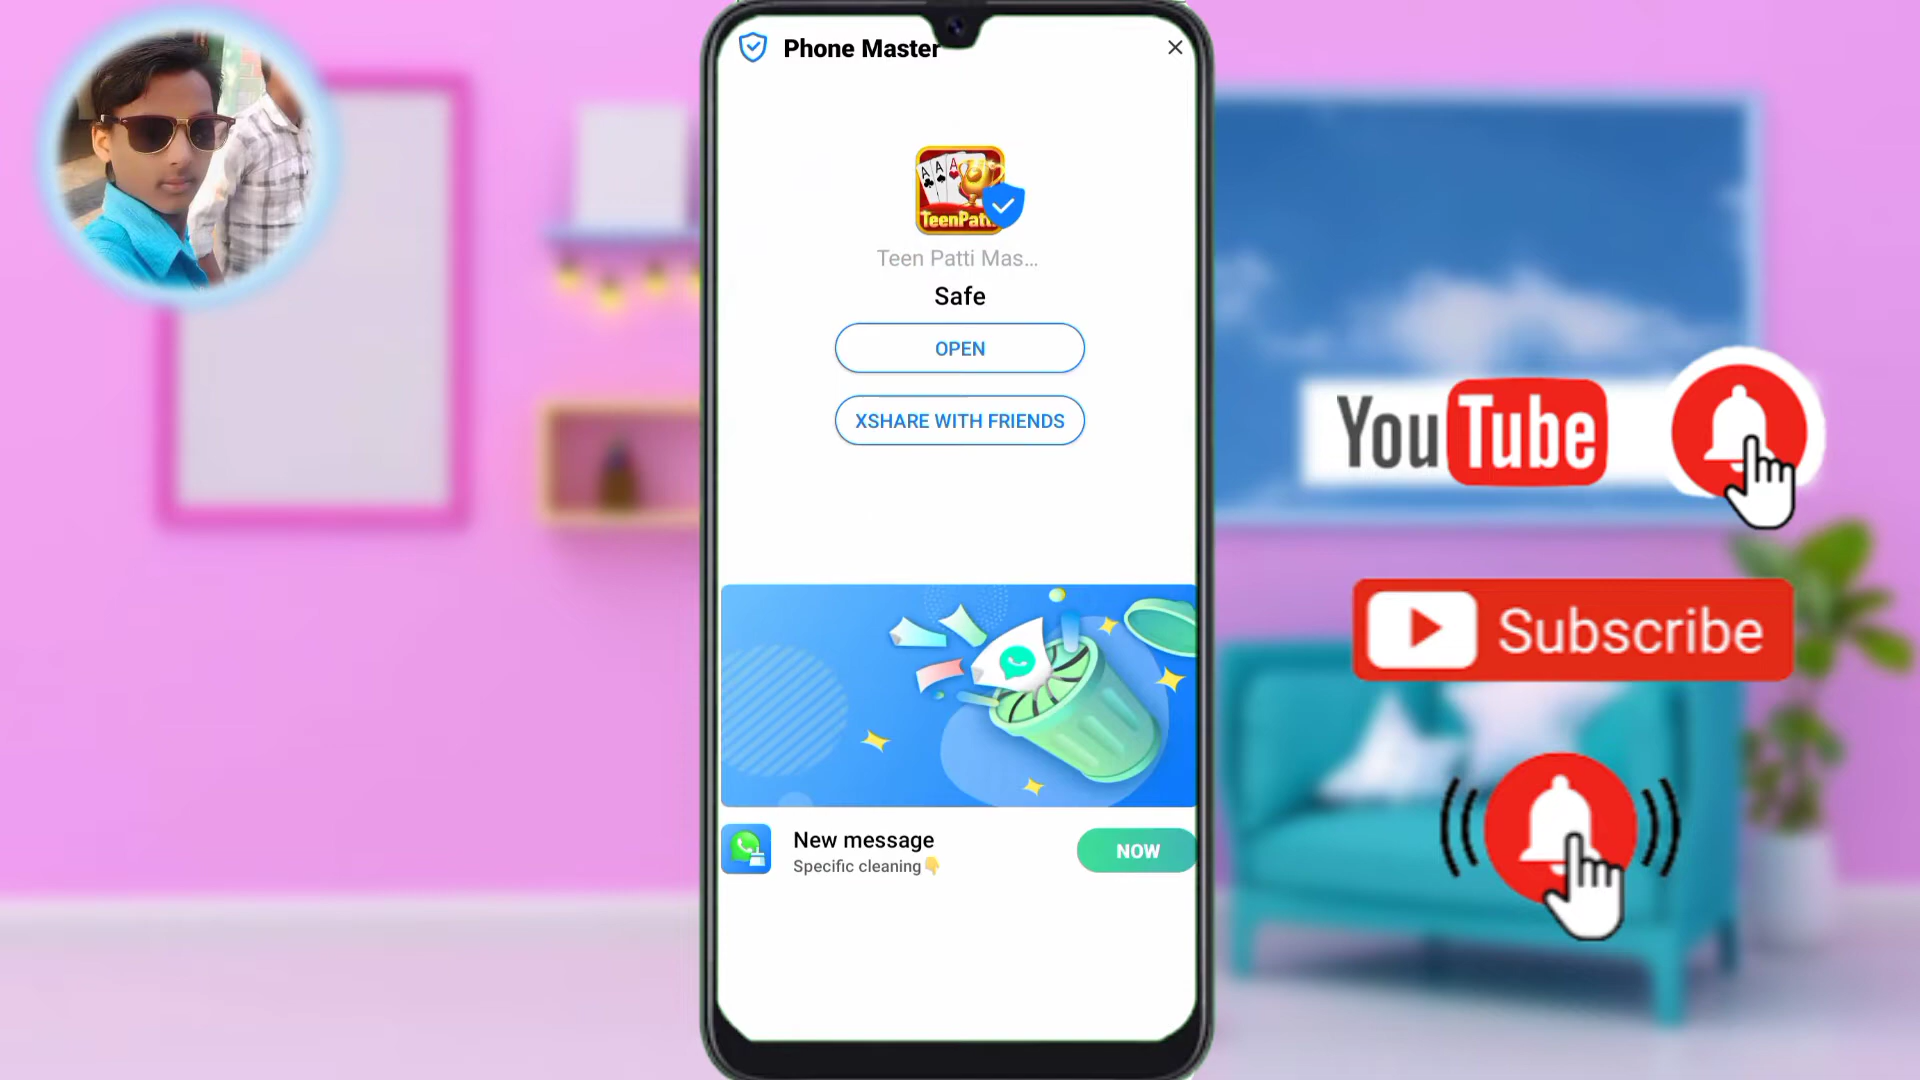 Phone Master
TeenPatti
Teen Patti Mas...
Safe
OPEN
XSHARE WITH FRIENDS
New message
Specific cleaning👇
NOW
YouTube
Subscribe